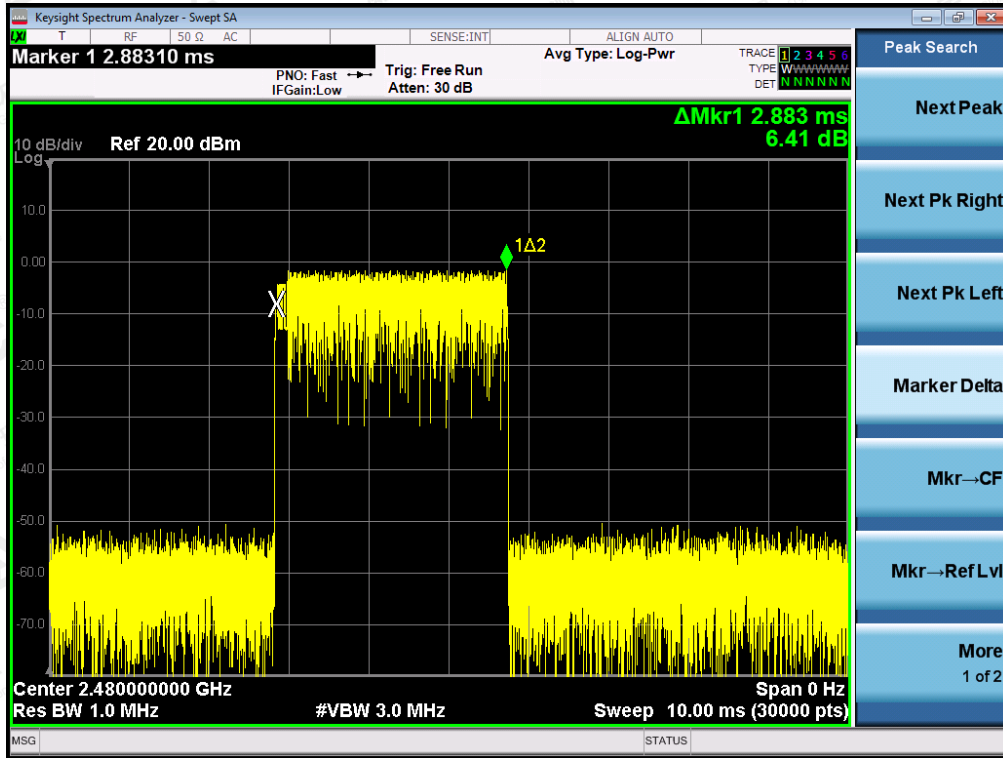 Keysight Spectrum Analyzer - Swept SA
LXI T RF 50 Ω AC SENSE:INT ALIGN AUTO
Marker 1 2.88310 ms
PNO: Fast
IFGain:Low
Trig: Free Run
Atten: 30 dB
Avg Type: Log-Pwr
TRACE 1 2 3 4 5 6
TYPE WWWWWW
DET N N N N N N
ΔMkr1 2.883 ms
6.41 dB
10 dB/div Ref 20.00 dBm
Log
10.0
0.00
-10.0
-20.0
-30.0
-40.0
-50.0
-60.0
-70.0
1Δ2
X
Center 2.480000000 GHz Span 0 Hz
Res BW 1.0 MHz #VBW 3.0 MHz Sweep 10.00 ms (30000 pts)
MSG STATUS
Peak Search
Next Peak
Next Pk Right
Next Pk Left
Marker Delta
Mkr→CF
Mkr→Ref Lvl
More
1 of 2